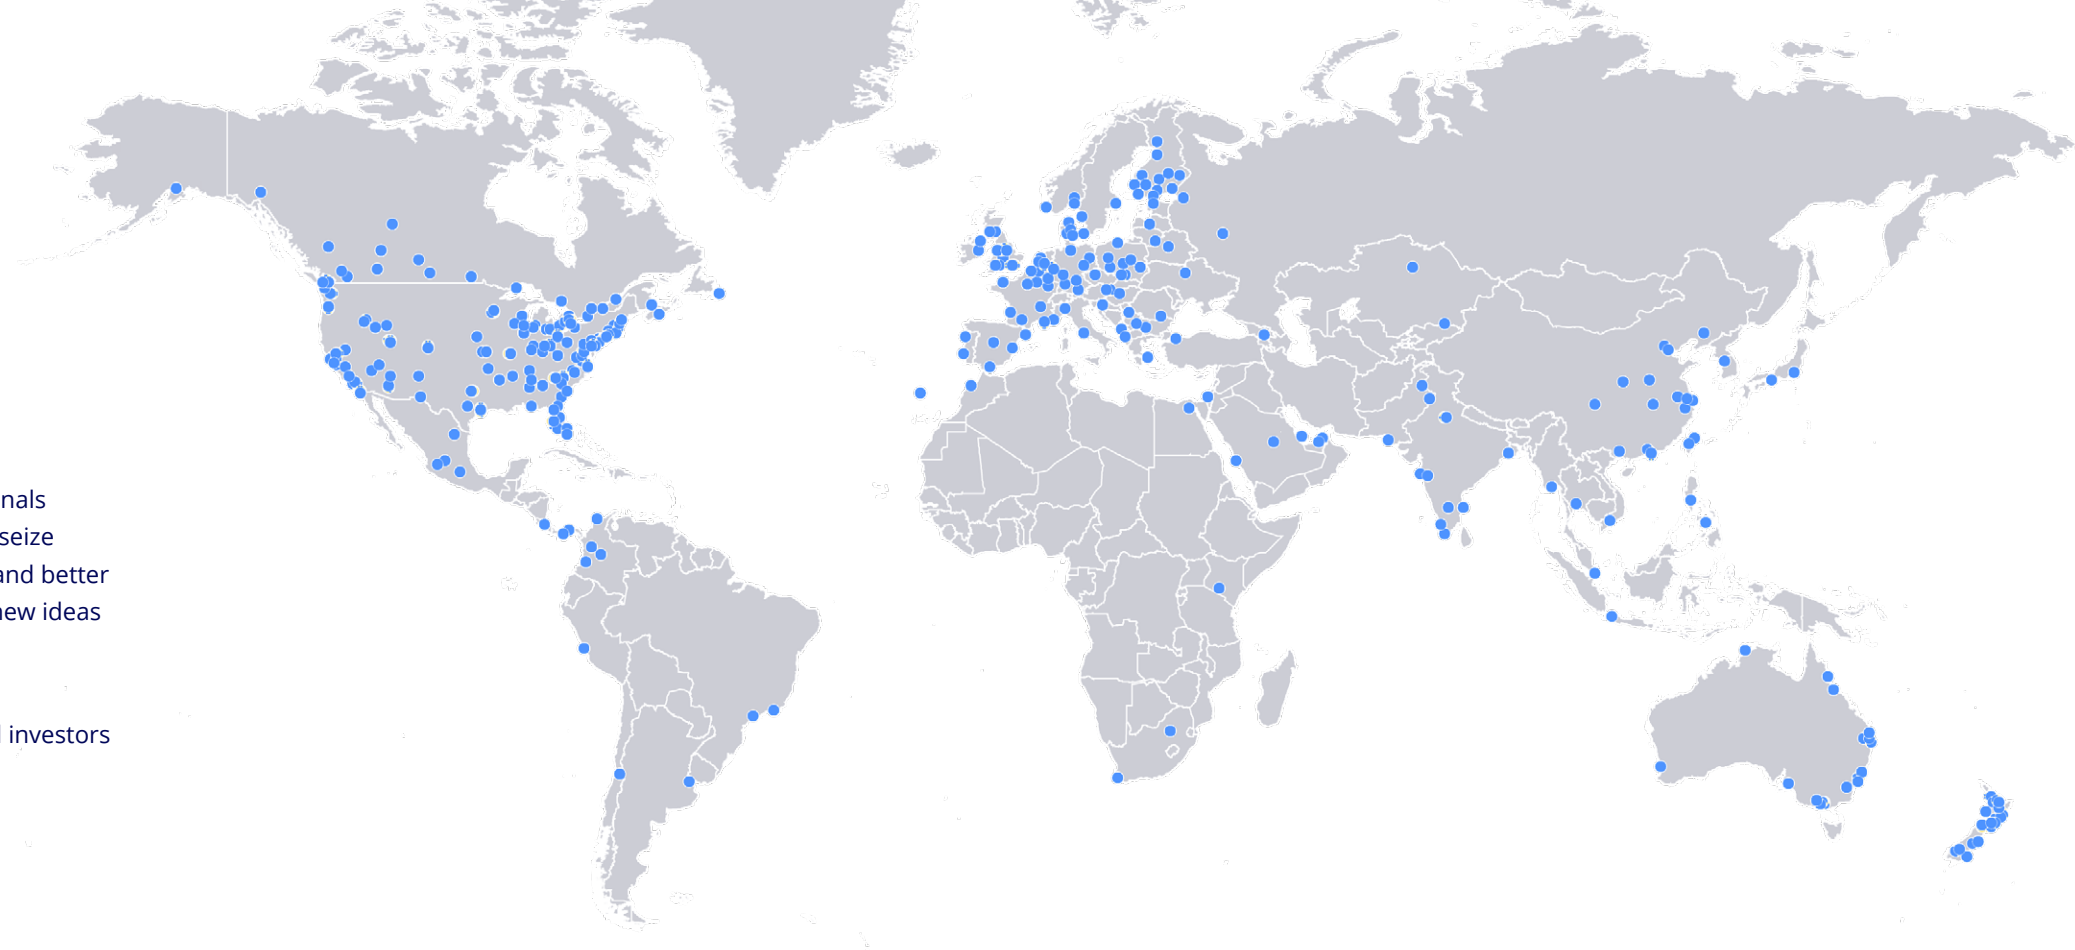 nals
seize
and better
new ideas
investors